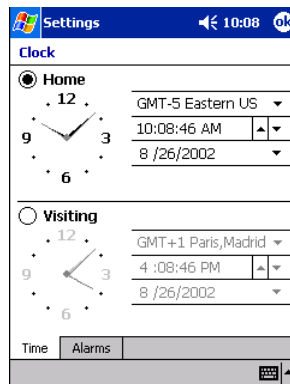 Settings 10:08 ok
Clock
Home
12
9
3
6
GMT-5 Eastern US
10:08:46 AM
8 /26/2002
Visiting
12
9
3
6
GMT+1 Paris,Madrid
4 :08:46 PM
8 /26/2002
Time Alarms